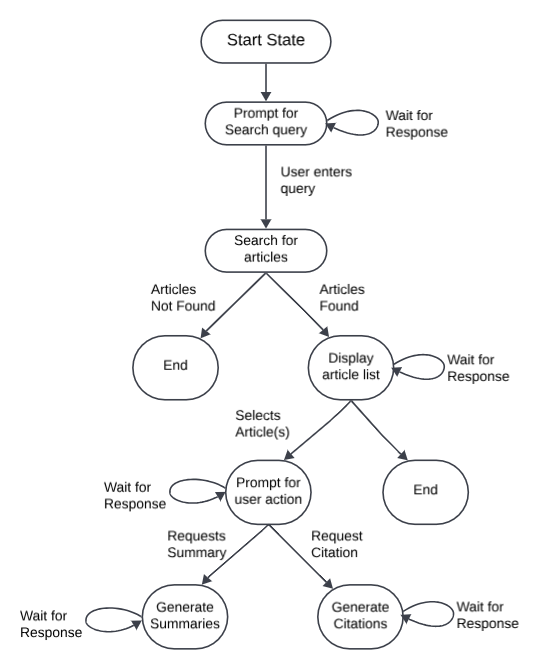 Start State
Prompt for
Search query
Wait for
Response
User enters
query
Search for
articles
Articles
Not Found
Articles
Found
End
Display
article list
Wait for
Response
Selects
Article(s)
Wait for
Response
Prompt for
user action
End
Requests
Summary
Request
Citation
Wait for
Response
Generate
Summaries
Generate
Citations
Wait for
Response